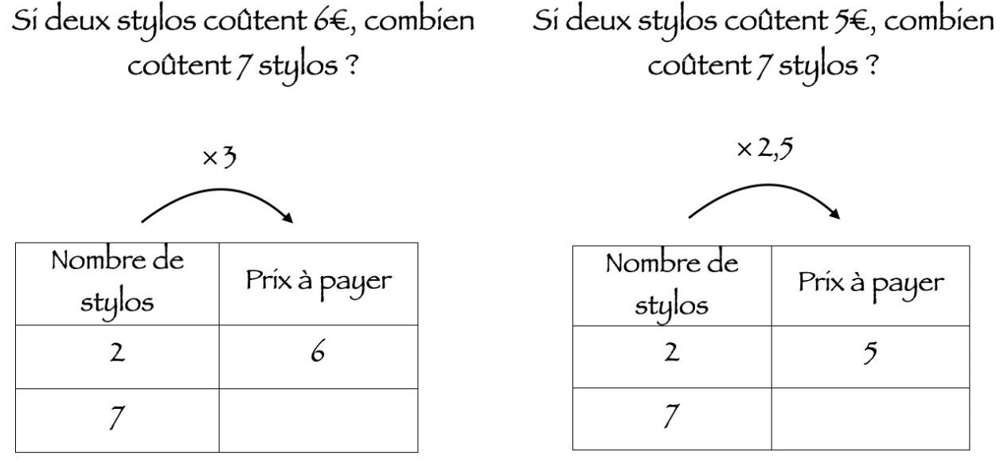 Si deux stylos coûtent 6€, combien
coûtent 7 stylos ?
× 3
Nombre de
stylos
Prix à payer
2
6
7
Si deux stylos coûtent 5€, combien
coûtent 7 stylos ?
× 2,5
Nombre de
stylos
Prix à payer
2
5
7